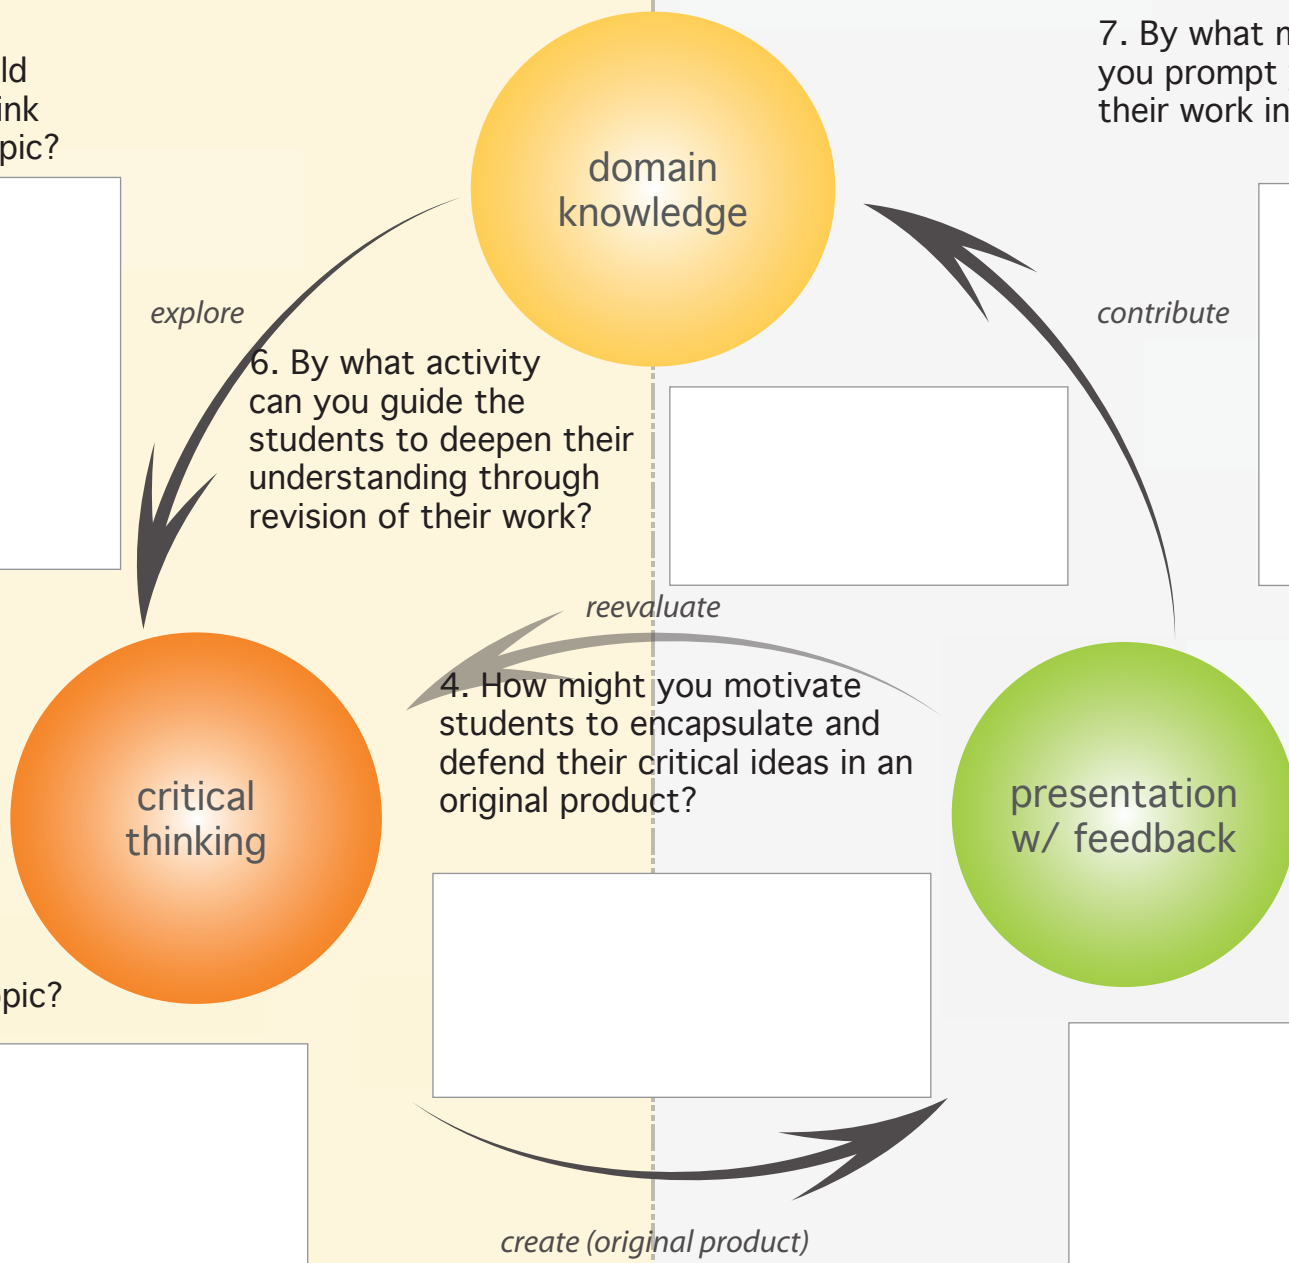 7. By what
you prompt
their work in
ld
ink
pic?
domain
knowledge
explore
contribute
6. By what activity
can you guide the
students to deepen their
understanding through
revision of their work?
reevaluate
4. How might you motivate
students to encapsulate and
defend their critical ideas in an
original product?
critical
thinking
presentation
w/ feedback
pic?
create (original product)